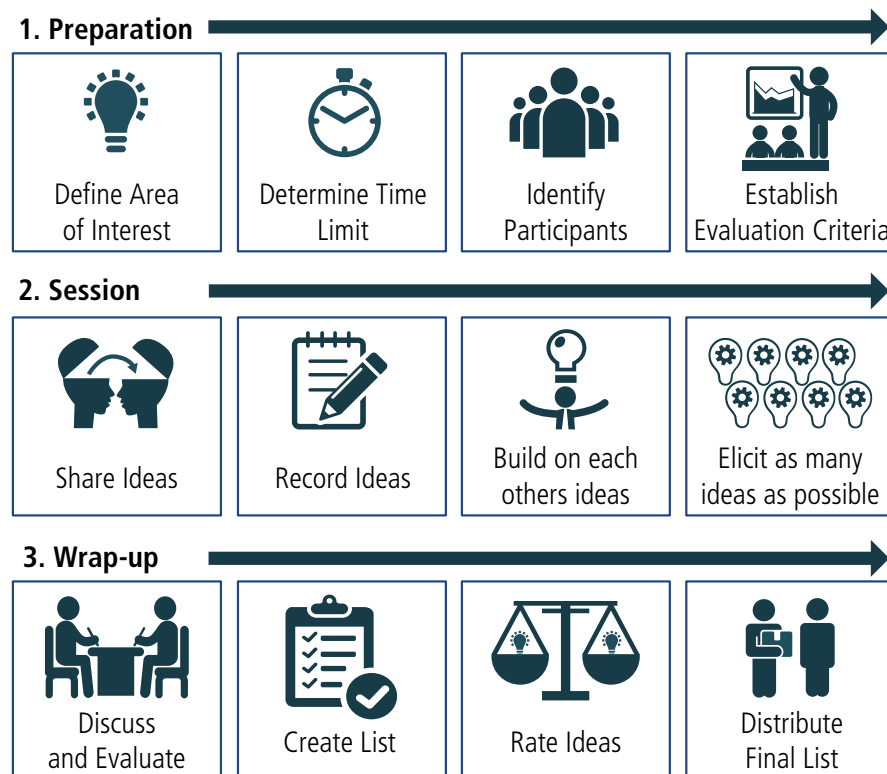 1. Preparation
Define Area
of Interest
Determine Time
Limit
Identify
Participants
Establish
Evaluation Criteria
2. Session
Share Ideas
Record Ideas
Build on each
others ideas
Elicit as many
ideas as possible
3. Wrap-up
Discuss
and Evaluate
Create List
Rate Ideas
Distribute
Final List